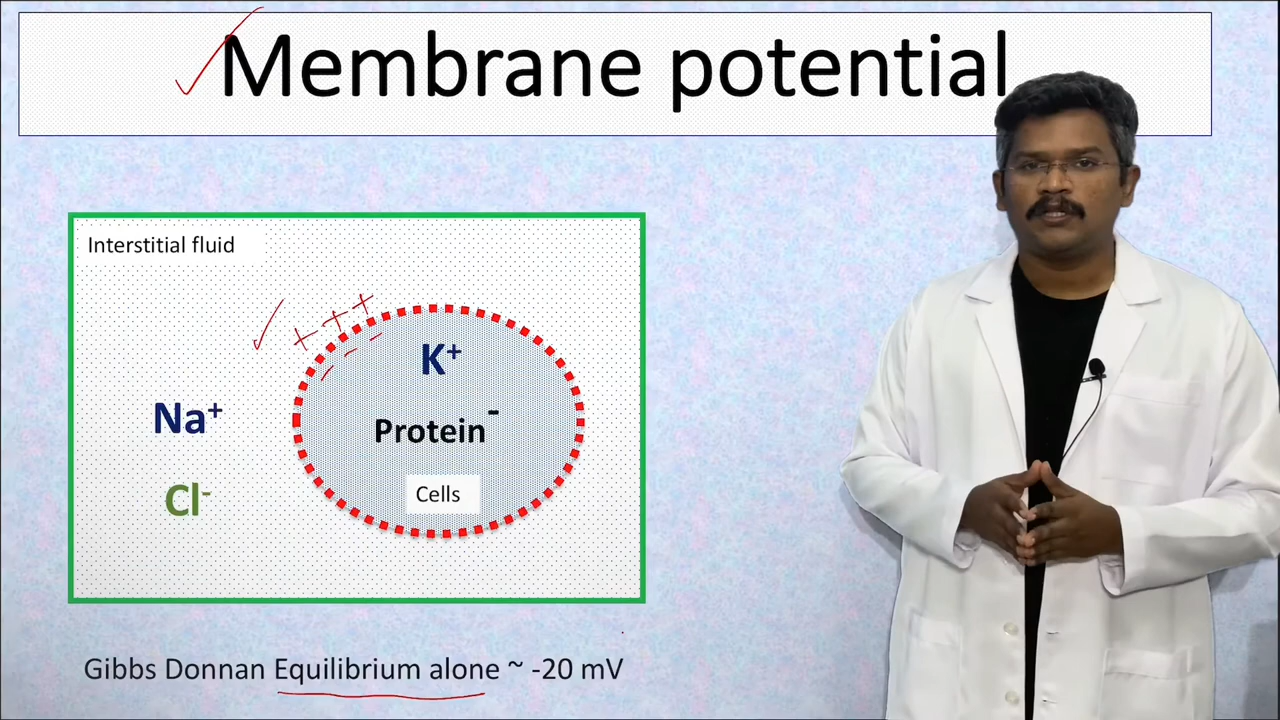 Membrane potential
Interstitial fluid
+ + +
- - -
K⁺
Na⁺
Protein⁻
Cl⁻
Cells
Gibbs Donnan Equilibrium alone ~ -20 mV